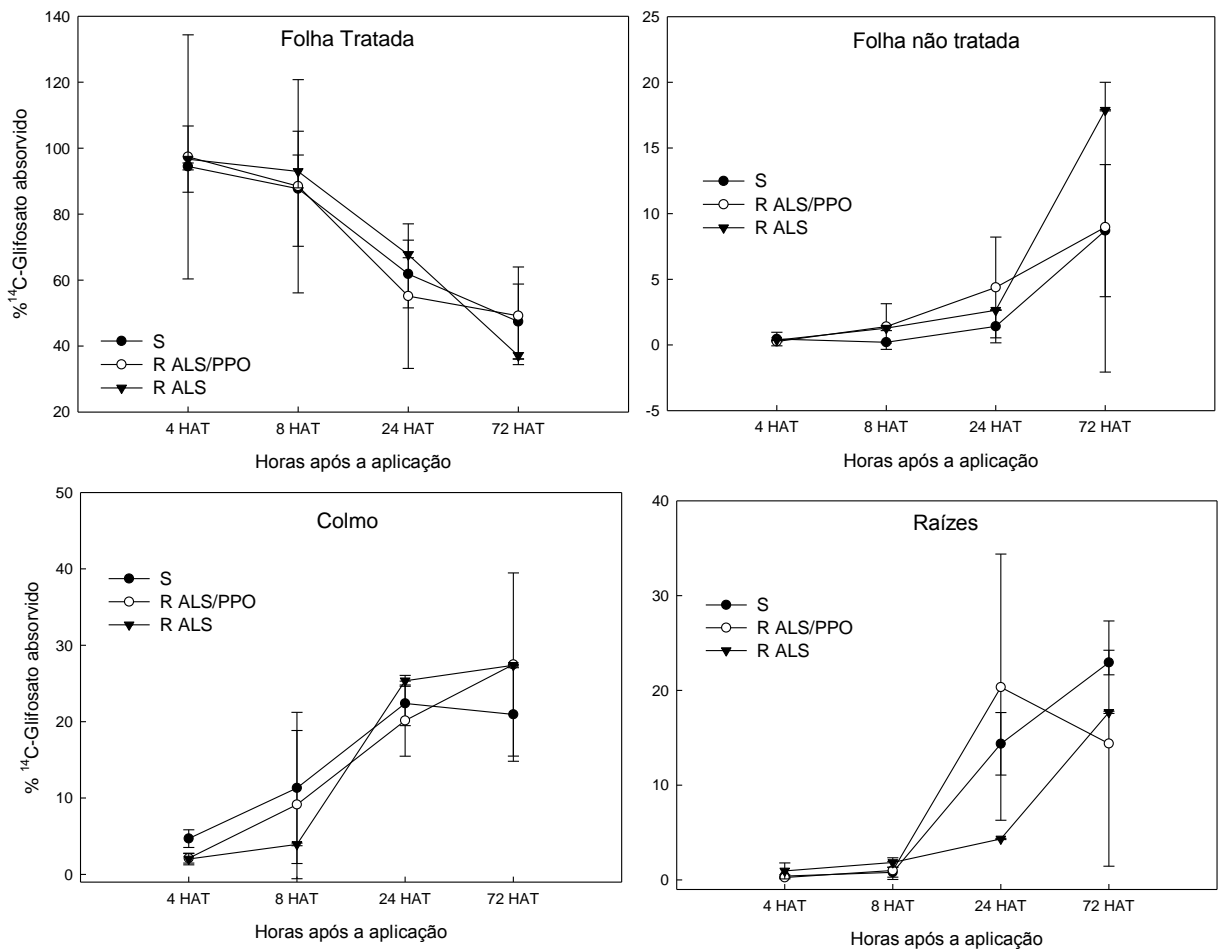 Folha Tratada
%¹⁴C-Glifosato absorvido
140
120
100
80
60
40
20
S
R ALS/PPO
R ALS
4 HAT 8 HAT 24 HAT 72 HAT
Horas após a aplicação
Folha não tratada
25
20
15
10
5
0
-5
S
R ALS/PPO
R ALS
4 HAT 8 HAT 24 HAT 72 HAT
Horas após a aplicação
Colmo
% ¹⁴C-Glifosato absorvido
50
40
30
20
10
0
S
R ALS/PPO
R ALS
4 HAT 8 HAT 24 HAT 72 HAT
Horas após a aplicação
Raízes
40
30
20
10
0
S
R ALS/PPO
R ALS
4 HAT 8 HAT 24 HAT 72 HAT
Horas após a aplicação